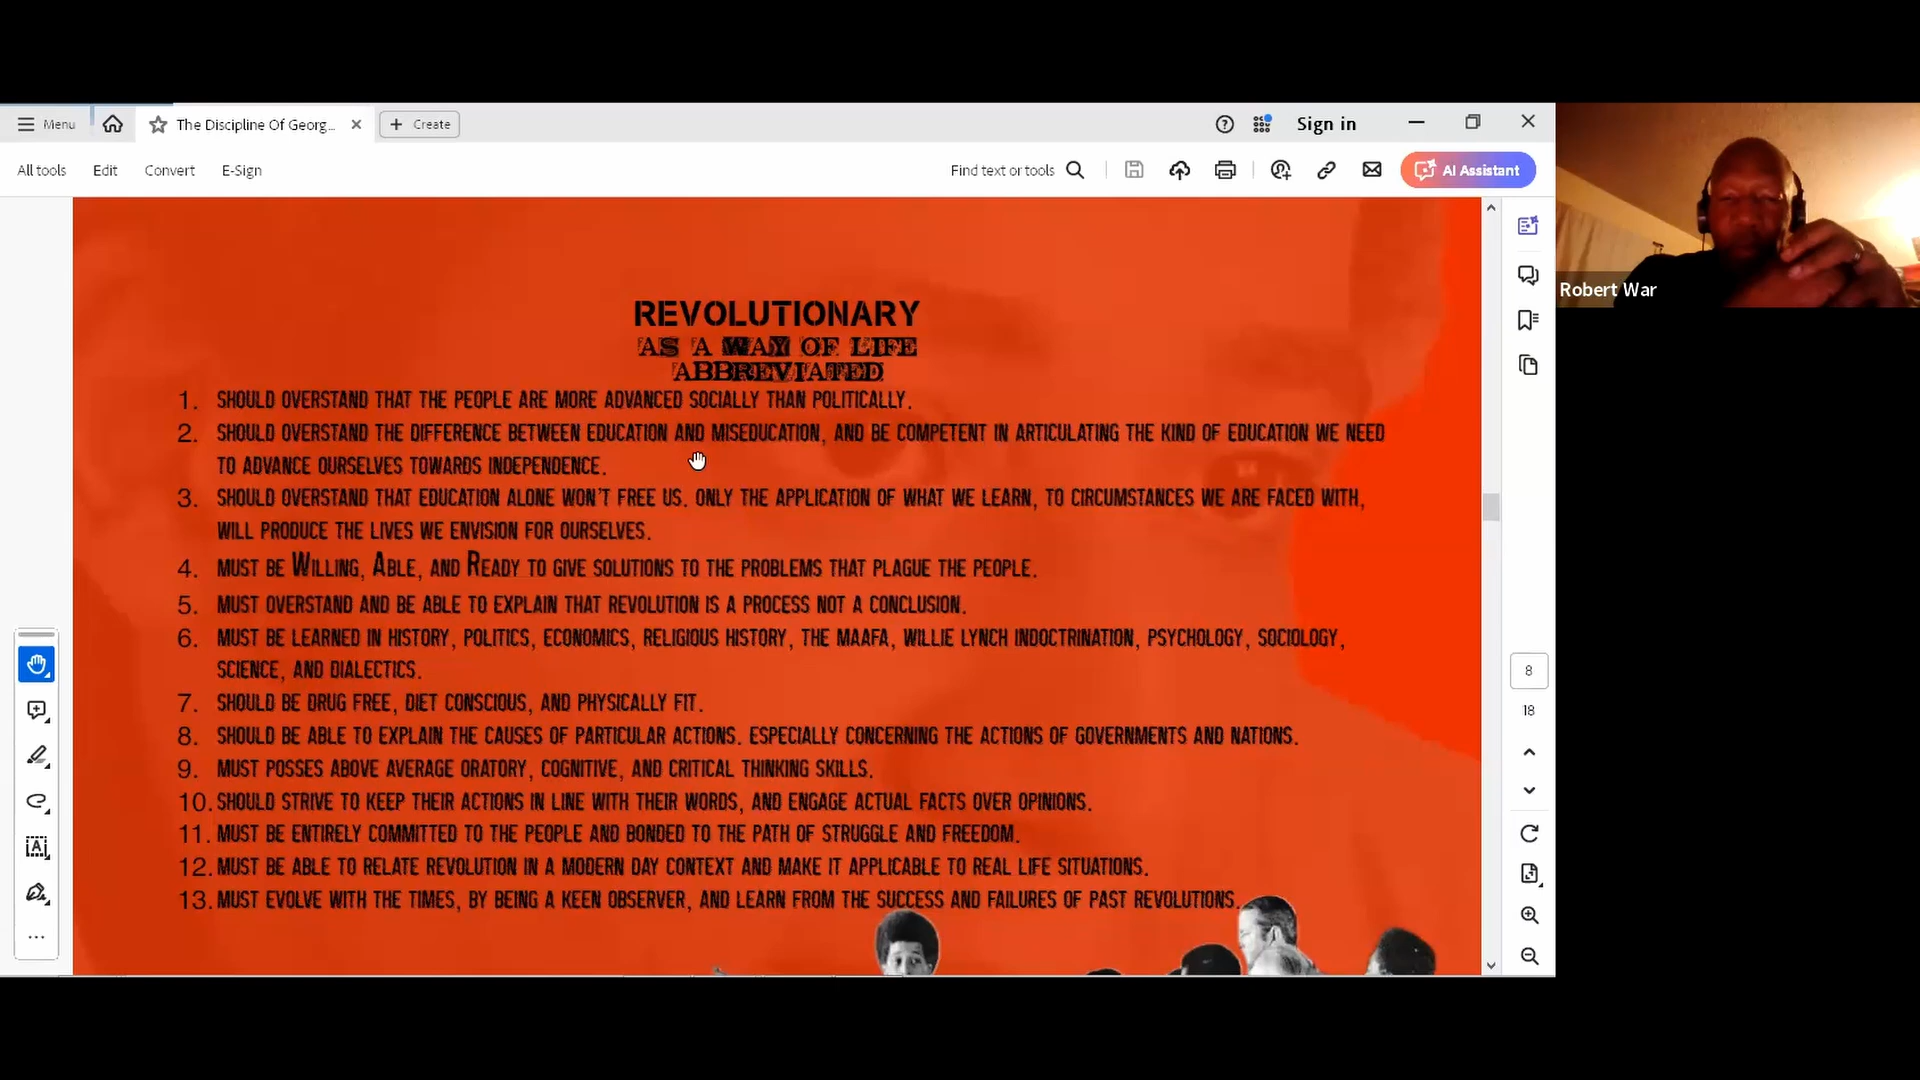 Menu
The Discipline Of Georg...
Create
Sign in
All tools
Edit
Convert
E-Sign
Find text or tools
AI Assistant
REVOLUTIONARY
AS A WAY OF LIFE
ABBREVIATED
1. SHOULD OVERSTAND THAT THE PEOPLE ARE MORE ADVANCED SOCIALLY THAN POLITICALLY.
2. SHOULD OVERSTAND THE DIFFERENCE BETWEEN EDUCATION AND MISEDUCATION, AND BE COMPETENT IN ARTICULATING THE KIND OF EDUCATION WE NEED
TO ADVANCE OURSELVES TOWARDS INDEPENDENCE.
3. SHOULD OVERSTAND THAT EDUCATION ALONE WON'T FREE US. ONLY THE APPLICATION OF WHAT WE LEARN, TO CIRCUMSTANCES WE ARE FACED WITH,
WILL PRODUCE THE LIVES WE ENVISION FOR OURSELVES.
4. MUST BE WILLING, ABLE, AND READY TO GIVE SOLUTIONS TO THE PROBLEMS THAT PLAGUE THE PEOPLE.
5. MUST OVERSTAND AND BE ABLE TO EXPLAIN THAT REVOLUTION IS A PROCESS NOT A CONCLUSION.
6. MUST BE LEARNED IN HISTORY, POLITICS, ECONOMICS, RELIGIOUS HISTORY, THE MAAFA, WILLIE LYNCH INDOCTRINATION, PSYCHOLOGY, SOCIOLOGY,
SCIENCE, AND DIALECTICS.
7. SHOULD BE DRUG FREE, DIET CONSCIOUS, AND PHYSICALLY FIT.
8. SHOULD BE ABLE TO EXPLAIN THE CAUSES OF PARTICULAR ACTIONS. ESPECIALLY CONCERNING THE ACTIONS OF GOVERNMENTS AND NATIONS.
9. MUST POSSES ABOVE AVERAGE ORATORY, COGNITIVE, AND CRITICAL THINKING SKILLS.
10. SHOULD STRIVE TO KEEP THEIR ACTIONS IN LINE WITH THEIR WORDS, AND ENGAGE ACTUAL FACTS OVER OPINIONS.
11. MUST BE ENTIRELY COMMITTED TO THE PEOPLE AND BONDED TO THE PATH OF STRUGGLE AND FREEDOM.
12. MUST BE ABLE TO RELATE REVOLUTION IN A MODERN DAY CONTEXT AND MAKE IT APPLICABLE TO REAL LIFE SITUATIONS.
13. MUST EVOLVE WITH THE TIMES, BY BEING A KEEN OBSERVER, AND LEARN FROM THE SUCCESS AND FAILURES OF PAST REVOLUTIONS.
8
18
Robert War